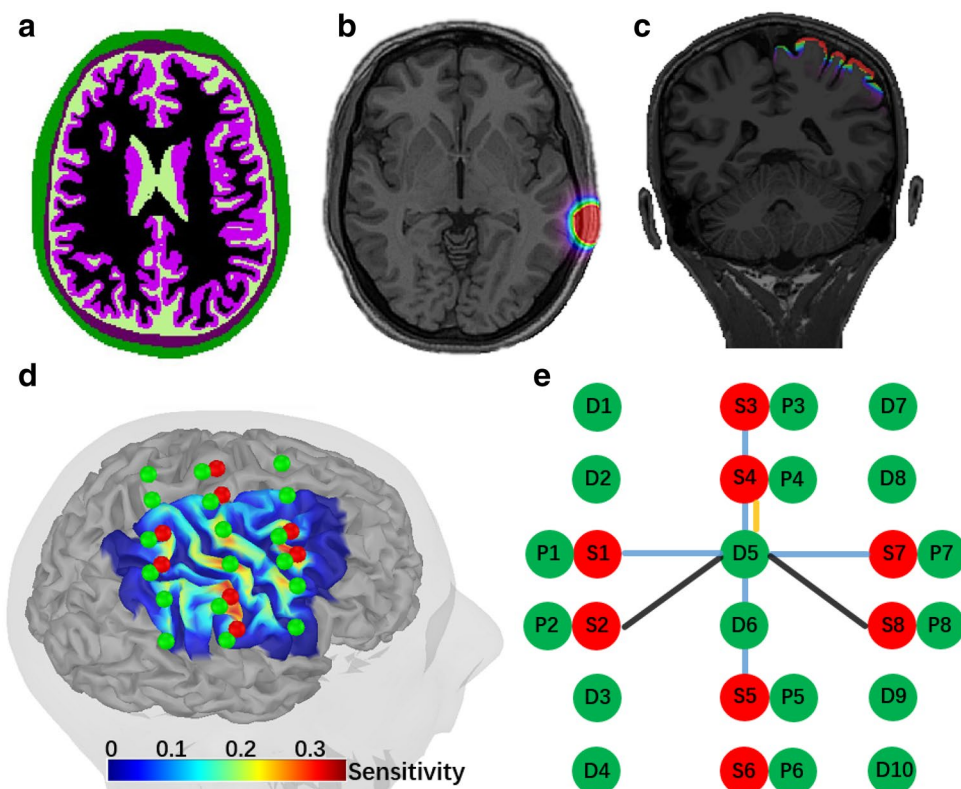 a b c
d e
D1 S3 P3 D7
D2 S4 P4 D8
P1 S1 D5 S7 P7
P2 S2 D6 S8 P8
D3 S5 P5 D9
D4 S6 P6 D10
0 0.1 0.2 0.3
Sensitivity